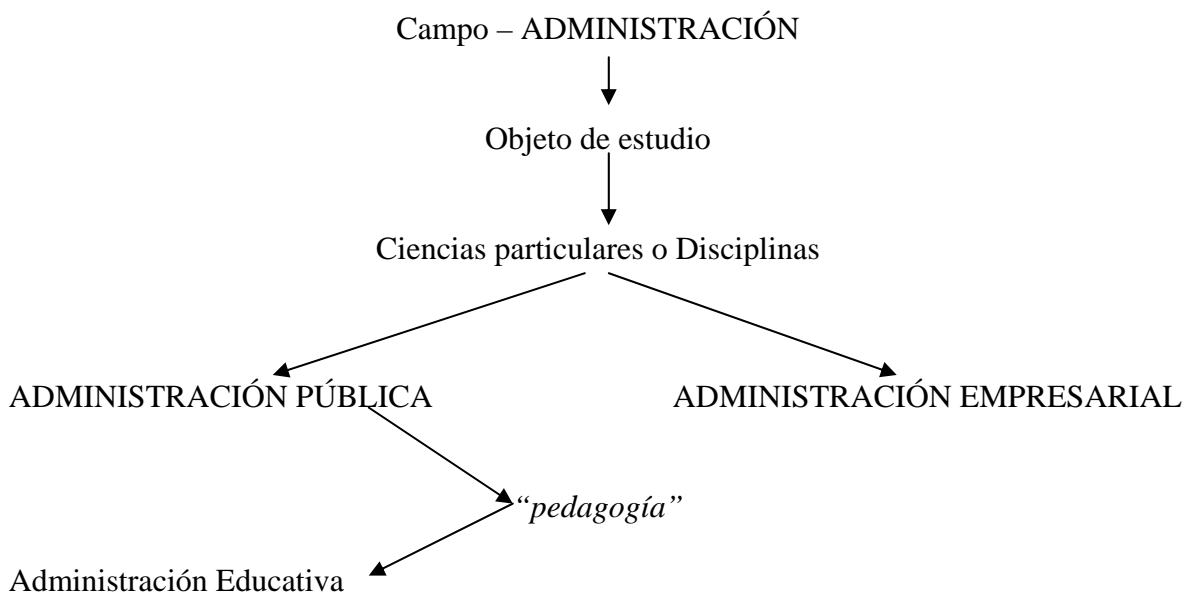 Campo – ADMINISTRACIÓN
Objeto de estudio
Ciencias particulares o Disciplinas
ADMINISTRACIÓN PÚBLICA ADMINISTRACIÓN EMPRESARIAL
“pedagogía”
Administración Educativa